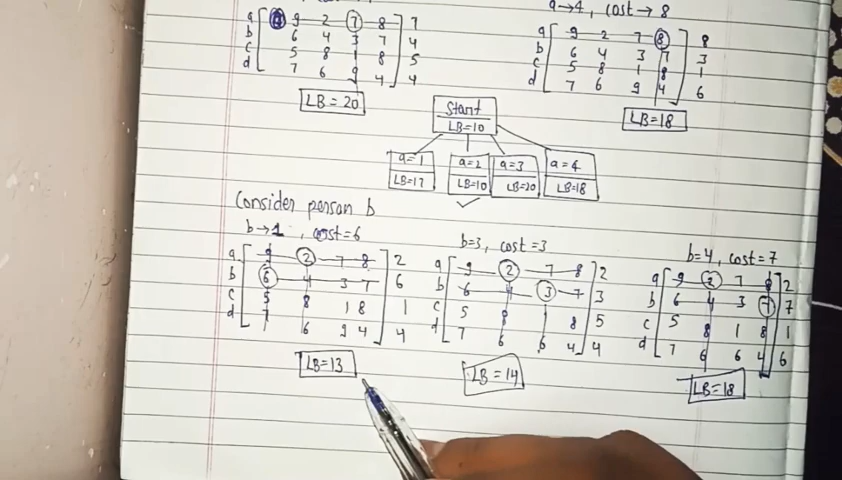 a→4, cost→8
a 9 9 2 7 8 7
b 6 4 3 7 4
c 5 8 1 8 5
d 7 6 9 4 4
LB=20
a 9 2 7 8 8
b 6 4 3 7 3
c 5 8 1 8 1
d 7 6 9 4 6
LB=18
Start
LB=10
a=1
LB=17
a=2
LB=10
a=3
LB=20
a=4
LB=18
Consider person b
b→1, cost=6
a 9 2 7 8 2
b 6 4 3 7 6
c 5 8 1 8 1
d 7 6 9 4 4
LB=13
b=3, cost=3
a 9 2 7 8 2
b 6 4 3 7 3
c 5 8 1 8 5
d 7 6 6 4 4
LB=14
b=4, cost=7
a 9 2 7 8 2
b 6 4 3 7 7
c 5 8 1 8 1
d 7 6 6 4 6
LB=18